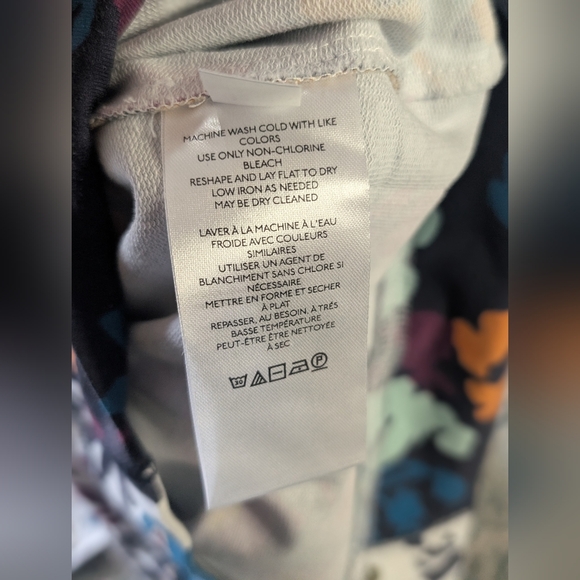 MACHINE WASH COLD WITH LIKE
COLORS
USE ONLY NON-CHLORINE
BLEACH
RESHAPE AND LAY FLAT TO DRY
LOW IRON AS NEEDED
MAY BE DRY CLEANED
LAVER À LA MACHINE À L'EAU
FROIDE AVEC COULEURS
SIMILAIRES
UTILISER UN AGENT DE
BLANCHIMENT SANS CHLORE SI
NÉCESSAIRE
METTRE EN FORME ET SECHER
À PLAT
REPASSER, AU BESOIN, À TRÉS
BASSE TEMPÉRATURE
PEUT-ÊTRE ÊTRE NETTOYÉE
À SEC
30 P